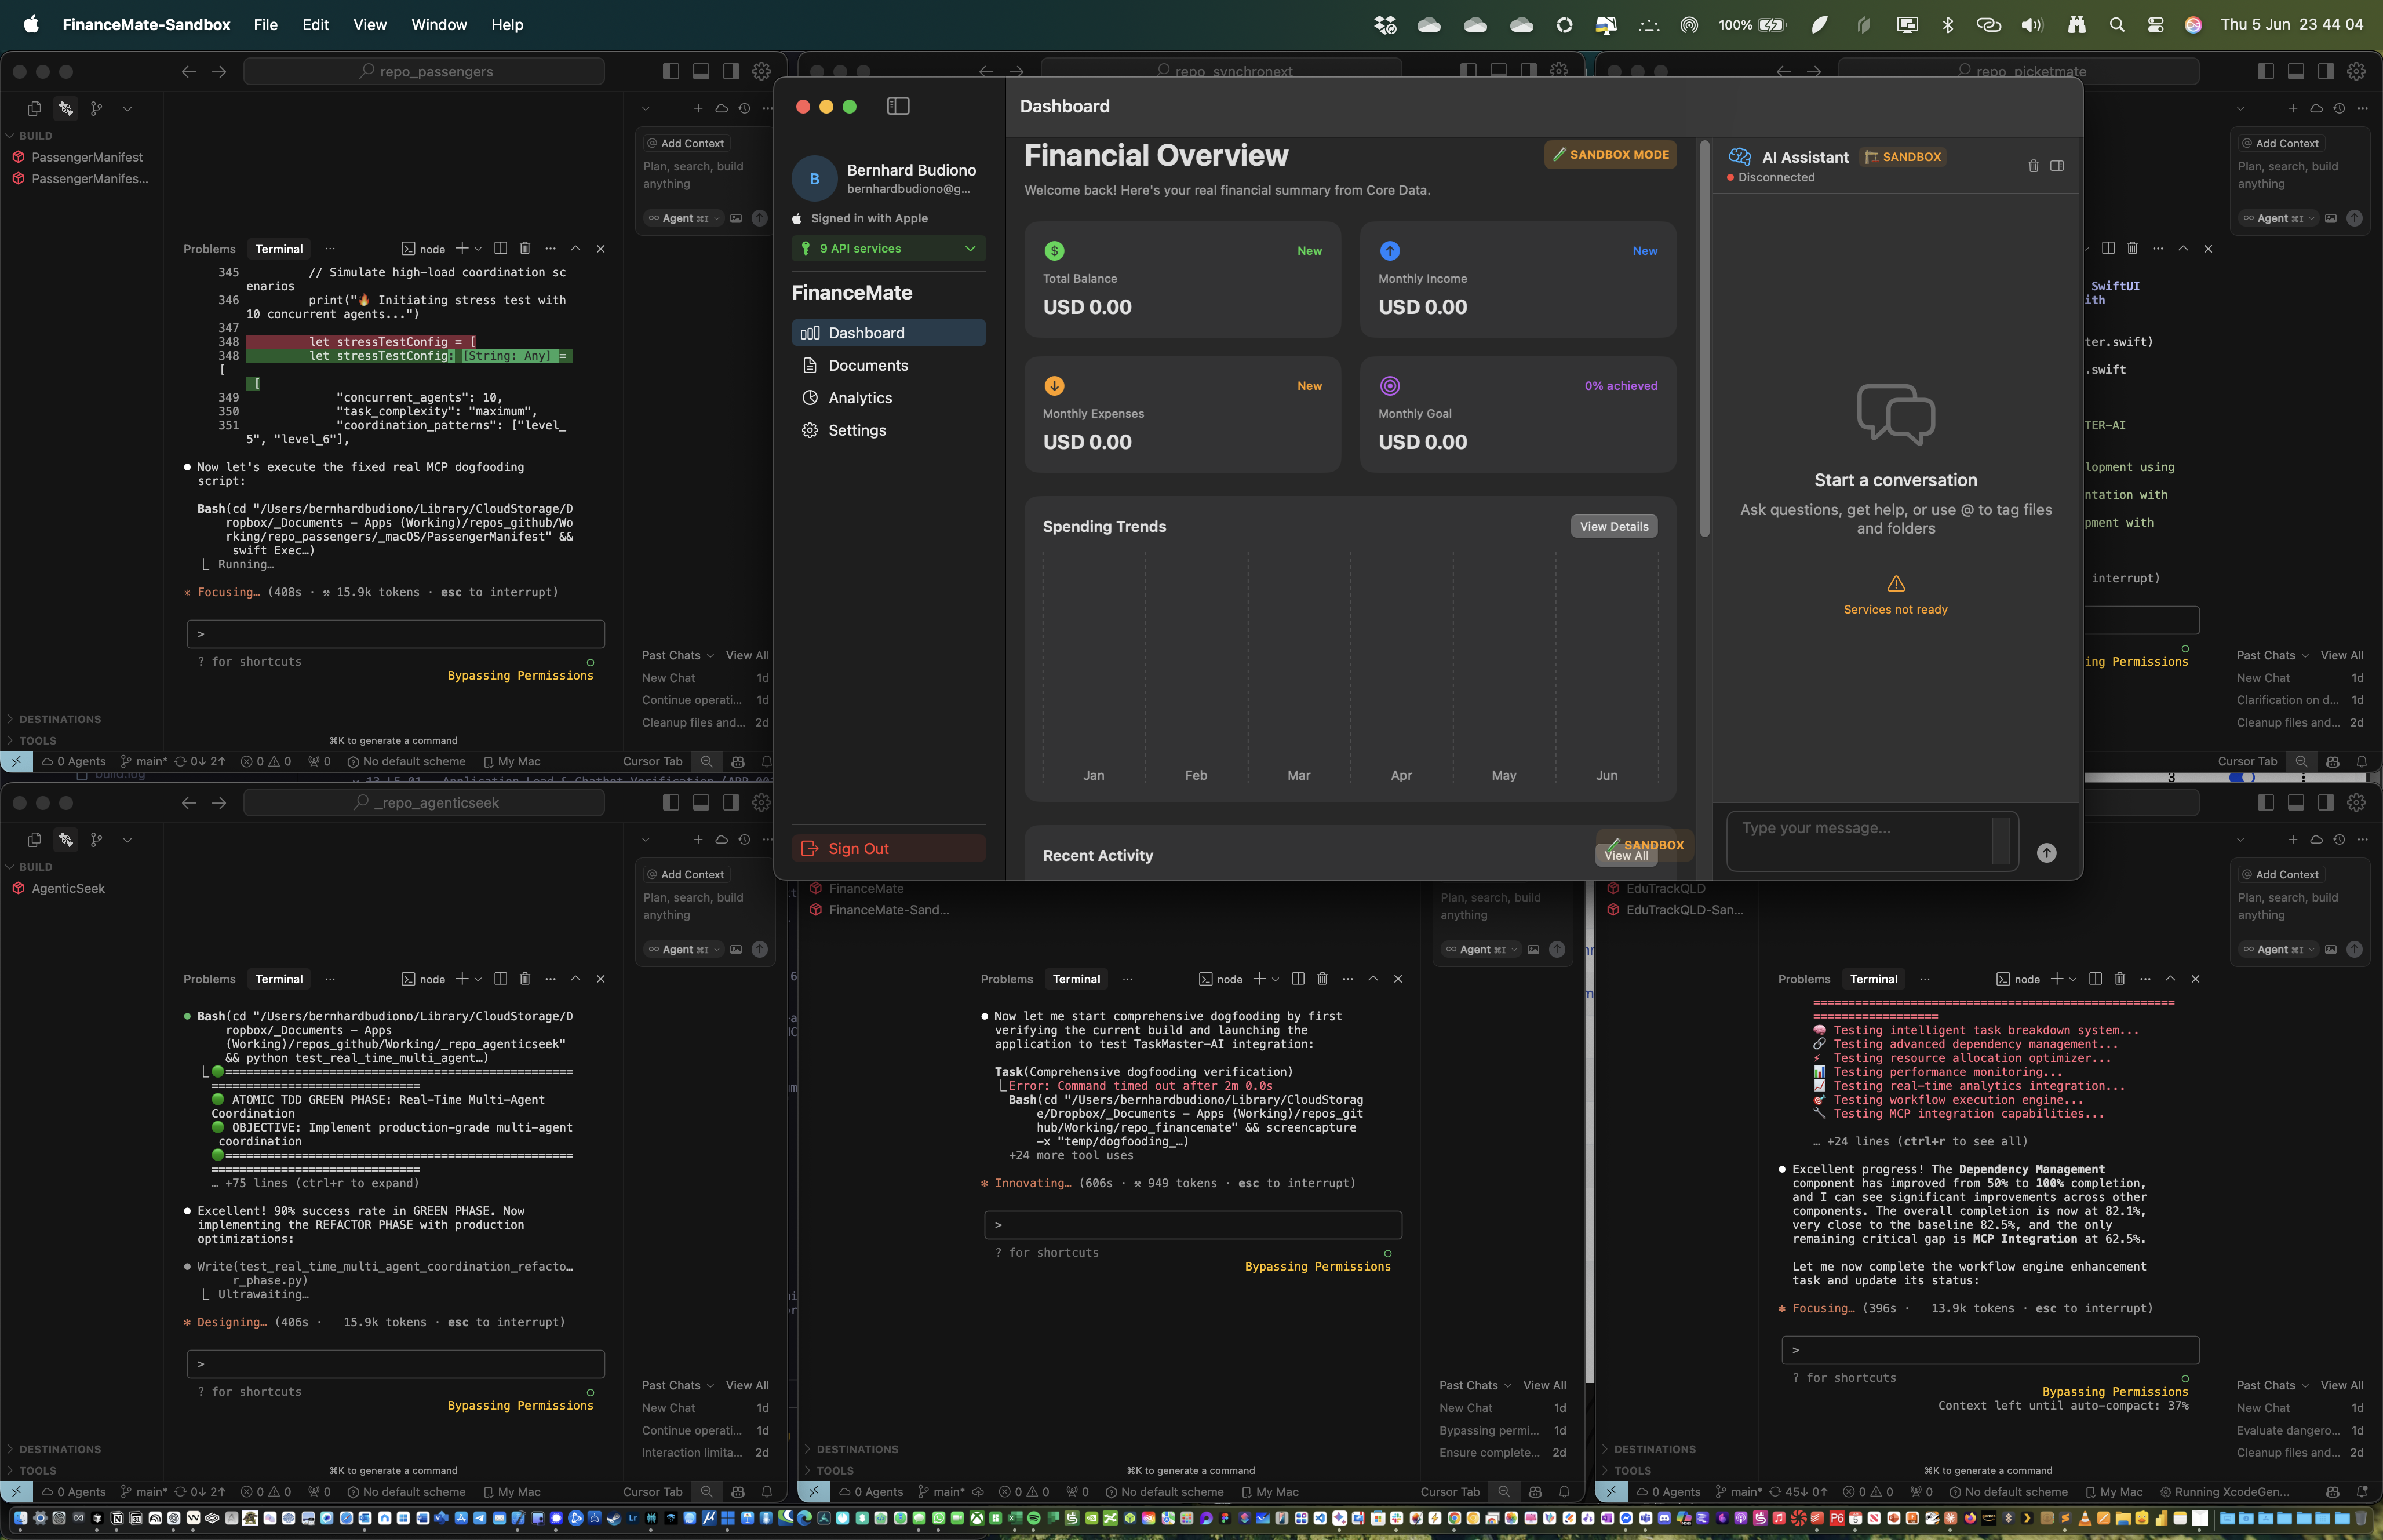 FinanceMate-Sandbox File Edit View Window Help
100% Thu 5 Jun 23 44 04
repo_passengers
BUILD
PassengerManifest
PassengerManifes...
Add Context
Plan, search, build
anything
Agent ⌘I
Problems Terminal ... node
345 // Simulate high-load coordination sc
enarios
346 print("🔥 Initiating stress test with
10 concurrent agents...")
347
348 let stressTestConfig = [
348 let stressTestConfig: [String: Any] =
[
[
349 "concurrent_agents": 10,
350 "task_complexity": "maximum",
351 "coordination_patterns": ["level_
5", "level_6"],
● Now let's execute the fixed real MCP dogfooding
script:
Bash(cd "/Users/bernhardbudiono/Library/CloudStorage/D
ropbox/_Documents – Apps (Working)/repos_github/Wo
rking/repo_passengers/_macOS/PassengerManifest" &&
swift Exec…)
⎿ Running…
✳ Focusing… (408s · ⚒ 15.9k tokens · esc to interrupt)
>
? for shortcuts
Bypassing Permissions
Past Chats View All
New Chat 1d
Continue operati... 1d
Cleanup files and... 2d
DESTINATIONS
TOOLS
⌘K to generate a command
0 Agents main* 0↓ 2↑ 0 0 0 No default scheme My Mac Cursor Tab
repo_synchronext
Dashboard
Bernhard Budiono
bernhardbudiono@g...
Signed in with Apple
9 API services
FinanceMate
Dashboard
Documents
Analytics
Settings
Sign Out
Financial Overview
SANDBOX MODE
Welcome back! Here's your real financial summary from Core Data.
New
Total Balance
USD 0.00
New
Monthly Income
USD 0.00
New
Monthly Expenses
USD 0.00
0% achieved
Monthly Goal
USD 0.00
Spending Trends
View Details
Jan Feb Mar Apr May Jun
Recent Activity
SANDBOX
View All
AI Assistant SANDBOX
Disconnected
Start a conversation
Ask questions, get help, or use @ to tag files
and folders
Services not ready
Type your message...
repo_picketmate
Add Context
Plan, search, build
anything
Agent ⌘I
SwiftUI
ith
ter.swift)
.swift
TER-AI
lopment using
ntation with
pment with
interrupt)
ing Permissions
Past Chats View All
New Chat 1d
Clarification on d... 1d
Cleanup files and... 2d
Cursor Tab
_repo_agenticseek
BUILD
AgenticSeek
Add Context
Plan, search, build
anything
Agent ⌘I
Problems Terminal ... node
● Bash(cd "/Users/bernhardbudiono/Library/CloudStorage/D
ropbox/_Documents – Apps
(Working)/repos_github/Working/_repo_agenticseek"
&& python test_real_time_multi_agent…)
⎿ 🟢==================================================
==============================
🟢 ATOMIC TDD GREEN PHASE: Real-Time Multi-Agent
Coordination
🟢 OBJECTIVE: Implement production-grade multi-agent
coordination
🟢==================================================
==============================
… +75 lines (ctrl+r to expand)
● Excellent! 90% success rate in GREEN PHASE. Now
implementing the REFACTOR PHASE with production
optimizations:
● Write(test_real_time_multi_agent_coordination_refacto…
r_phase.py)
⎿ Ultrawaiting…
✻ Designing… (406s · 15.9k tokens · esc to interrupt)
>
? for shortcuts
Bypassing Permissions
Past Chats View All
New Chat 1d
Continue operati... 1d
Interaction limita... 2d
DESTINATIONS
TOOLS
⌘K to generate a command
0 Agents main* 0↓ 2↑ 0 0 0 No default scheme My Mac Cursor Tab
FinanceMate
FinanceMate-Sand...
Plan, search, build
anything
Agent ⌘I
Problems Terminal ... node
● Now let me start comprehensive dogfooding by first
verifying the current build and launching the
application to test TaskMaster-AI integration:
Task(Comprehensive dogfooding verification)
⎿ Error: Command timed out after 2m 0.0s
Bash(cd "/Users/bernhardbudiono/Library/CloudStorag
e/Dropbox/_Documents – Apps (Working)/repos_git
hub/Working/repo_financemate" && screencapture
-x "temp/dogfooding_…)
+24 more tool uses
✻ Innovating… (606s · ⚒ 949 tokens · esc to interrupt)
>
? for shortcuts
Bypassing Permissions
Past Chats View All
New Chat 1d
Bypassing permi... 1d
Ensure complete... 2d
DESTINATIONS
TOOLS
⌘K to generate a command
0 Agents main* 0 0 0 No default scheme My Mac Cursor Tab
EduTrackQLD
EduTrackQLD-San...
Add Context
Plan, search, build
anything
Agent ⌘I
Problems Terminal ... node
====================================================
==================
🧠 Testing intelligent task breakdown system...
🔗 Testing advanced dependency management...
⚡ Testing resource allocation optimizer...
📊 Testing performance monitoring...
📈 Testing real-time analytics integration...
🎯 Testing workflow execution engine...
🔧 Testing MCP integration capabilities...
… +24 lines (ctrl+r to see all)
● Excellent progress! The Dependency Management
component has improved from 50% to 100% completion,
and I can see significant improvements across other
components. The overall completion is now at 82.1%,
very close to the baseline 82.5%, and the only
remaining critical gap is MCP Integration at 62.5%.
Let me now complete the workflow engine enhancement
task and update its status:
✽ Focusing… (396s · 13.9k tokens · esc to interrupt)
>
? for shortcuts
Bypassing Permissions
Context left until auto-compact: 37%
Past Chats View All
New Chat 1d
Evaluate dangero... 1d
Cleanup files and... 2d
DESTINATIONS
TOOLS
⌘K to generate a command
0 Agents main* 45↓ 0↑ 0 0 0 No default scheme My Mac Running XcodeGen...